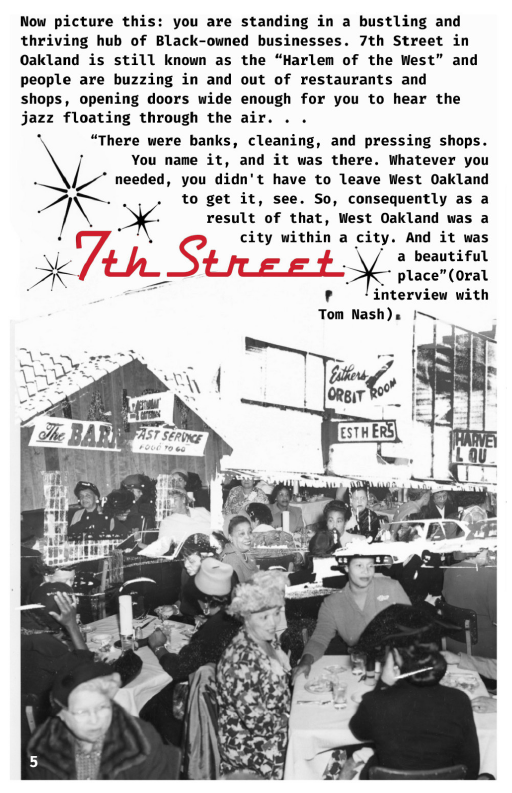 Now picture this: you are standing in a bustling and
thriving hub of Black-owned businesses. 7th Street in
Oakland is still known as the “Harlem of the West” and
people are buzzing in and out of restaurants and
shops, opening doors wide enough for you to hear the
jazz floating through the air. . .
“There were banks, cleaning, and pressing shops.
You name it, and it was there. Whatever you
needed, you didn't have to leave West Oakland
to get it, see. So, consequently as a
result of that, West Oakland was a
city within a city. And it was
a beautiful
place”(Oral
interview with
Tom Nash).
7th Street
Esther's
ORBIT ROOM
ESTHER'S
HARVEY
LQU
RESTAURANT
The BAR
FAST SERVICE
FOOD TO GO
5